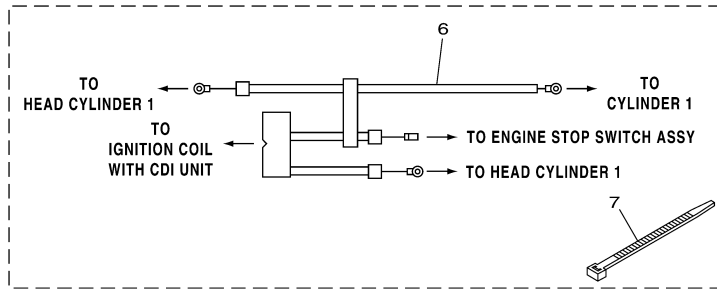 6
TO
HEAD CYLINDER 1
TO
CYLINDER 1
TO
IGNITION COIL
WITH CDI UNIT
TO ENGINE STOP SWITCH ASSY
TO HEAD CYLINDER 1
7